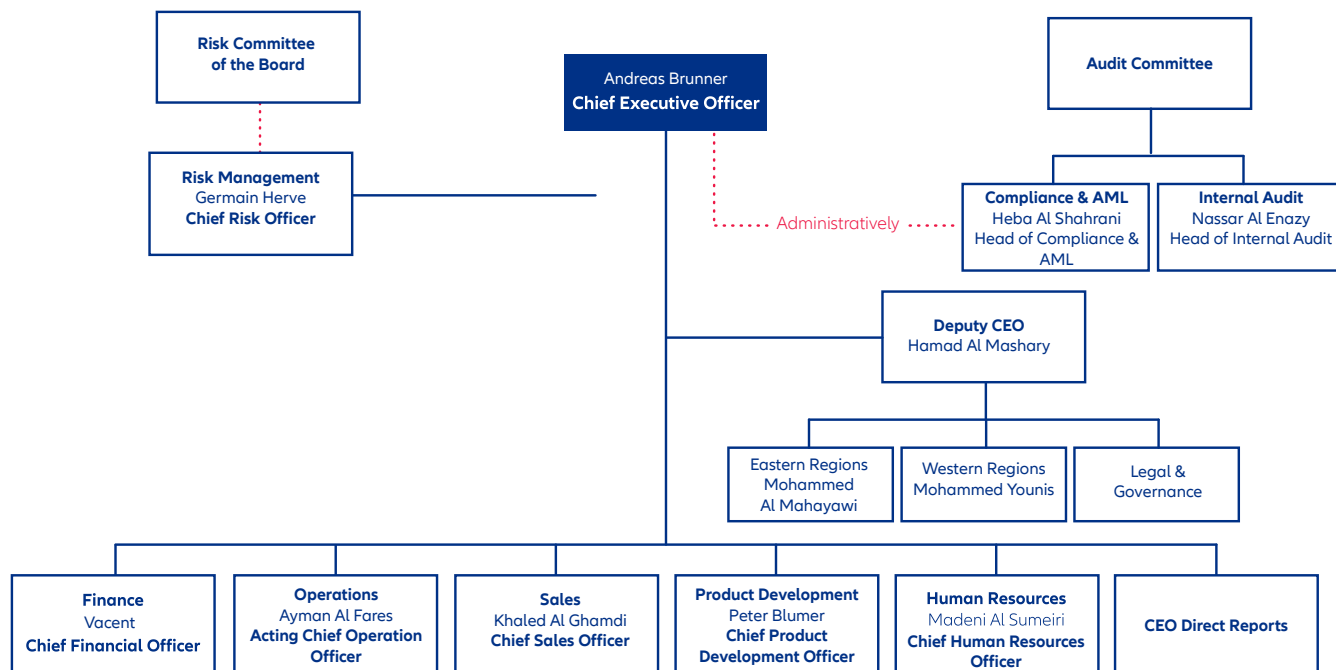 Risk Committee
of the Board
Andreas Brunner
Chief Executive Officer
Audit Committee
Risk Management
Germain Herve
Chief Risk Officer
Administratively
Compliance & AML
Heba Al Shahrani
Head of Compliance &
AML
Internal Audit
Nassar Al Enazy
Head of Internal Audit
Deputy CEO
Hamad Al Mashary
Eastern Regions
Mohammed
Al Mahayawi
Western Regions
Mohammed Younis
Legal &
Governance
Finance
Vacent
Chief Financial Officer
Operations
Ayman Al Fares
Acting Chief Operation
Officer
Sales
Khaled Al Ghamdi
Chief Sales Officer
Product Development
Peter Blumer
Chief Product
Development Officer
Human Resources
Madeni Al Sumeiri
Chief Human Resources
Officer
CEO Direct Reports